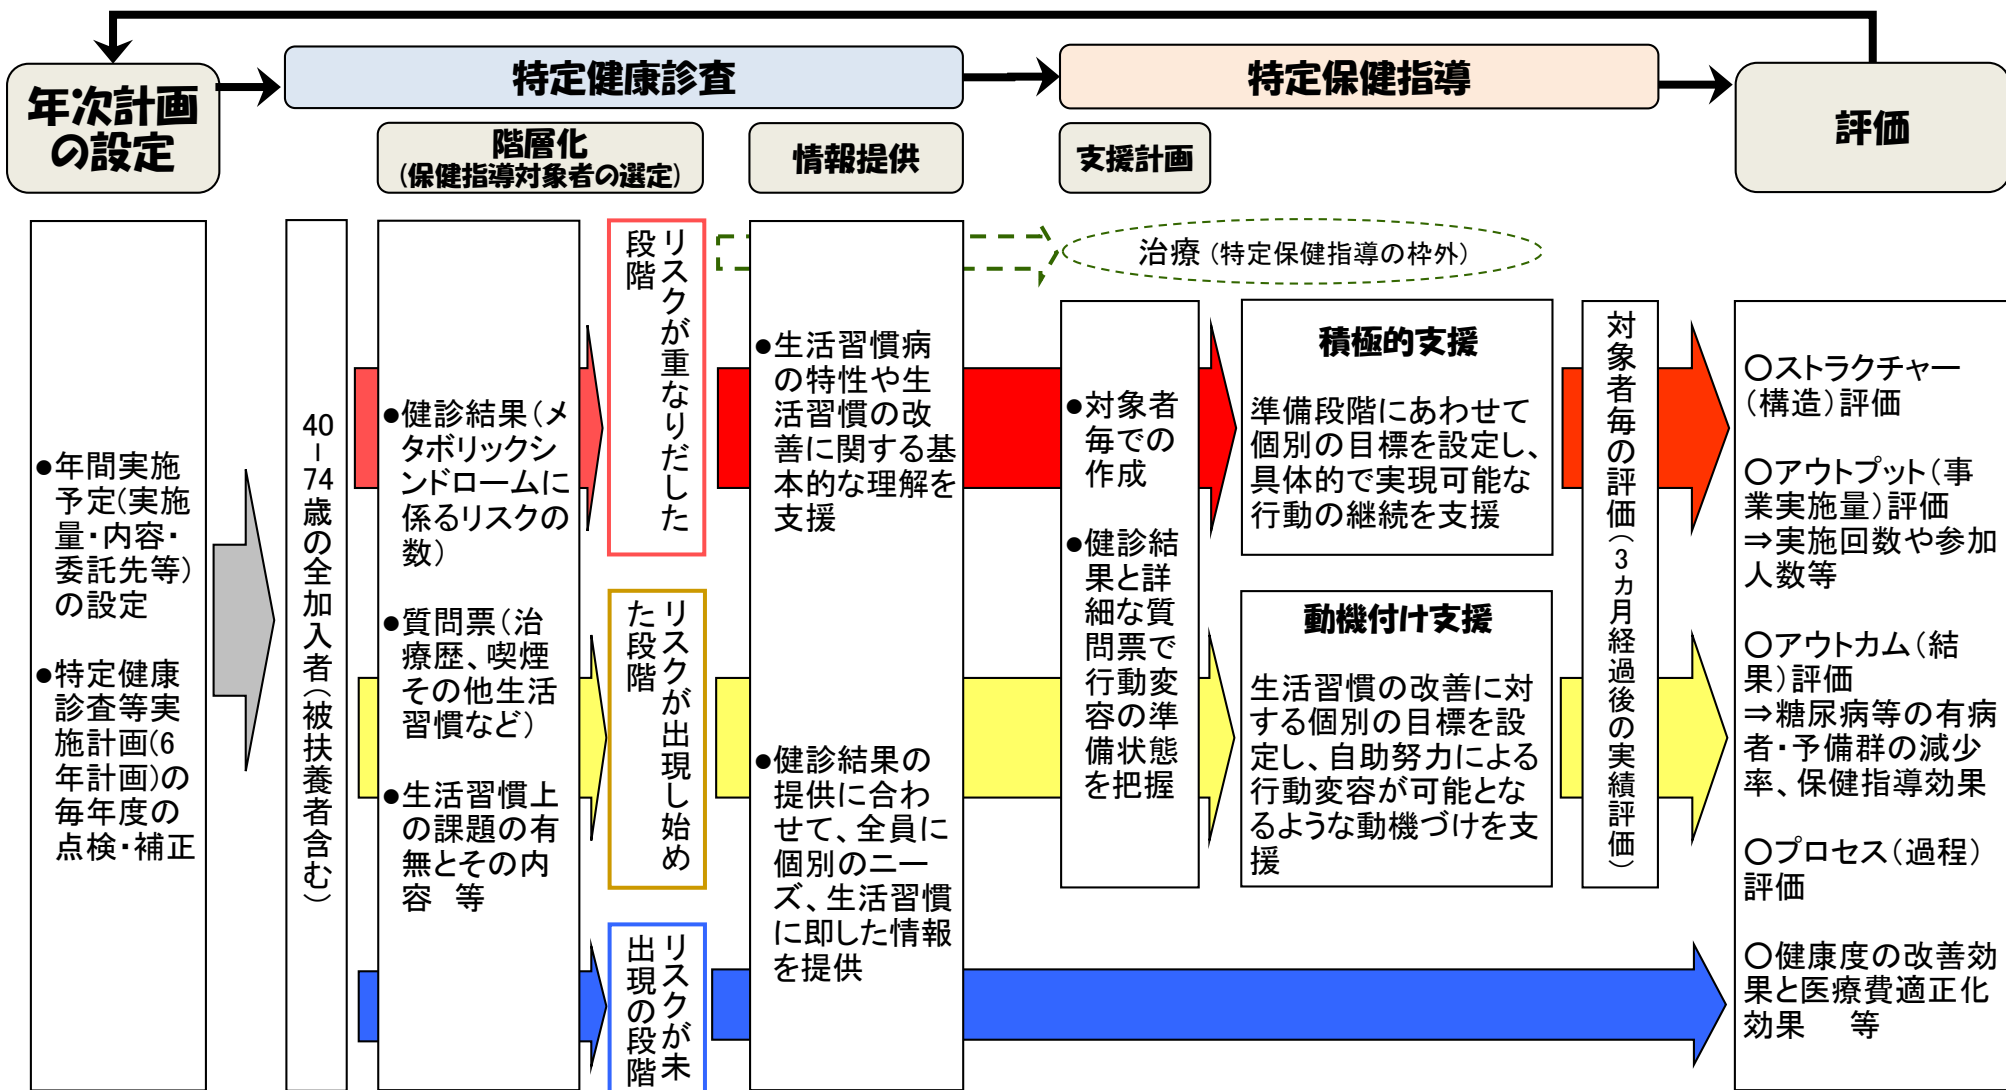 年次計画
の設定
特定健康診査
特定保健指導
評価
階層化
(保健指導対象者の選定)
情報提供
支援計画
●年間実施
予定(実施
量・内容・
委託先等)
の設定
●特定健康
診査等実
施計画(6
年計画)の
毎年度の
点検・補正
40-74歳の全加入者(被扶養者含む)
●健診結果(メ
タボリックシ
ンドロームに
係るリスクの
数)
●質問票(治
療歴、喫煙
その他生活
習慣など)
●生活習慣上
の課題の有
無とその内
容 等
リスクが重なりだした
段階
リスクが出現し始め
た段階
リスクが未
出現の段階
●生活習慣病
の特性や生
活習慣の改
善に関する基
本的な理解を
支援
●健診結果の
提供に合わ
せて、全員に
個別のニー
ズ、生活習慣
に即した情報
を提供
治療(特定保健指導の枠外)
●対象者
毎での
作成
●健診結
果と詳
細な質
問票で
行動変
容の準
備状態
を把握
積極的支援
準備段階にあわせて
個別の目標を設定し、
具体的で実現可能な
行動の継続を支援
動機付け支援
生活習慣の改善に対
する個別の目標を設
定し、自助努力による
行動変容が可能とな
るような動機づけを支
援
対象者毎の評価(3カ月経過後の実績評価)
○ストラクチャー
(構造)評価
○アウトプット(事
業実施量)評価
⇒実施回数や参加
人数等
○アウトカム(結
果)評価
⇒糖尿病等の有病
者・予備群の減少
率、保健指導効果
○プロセス(過程)
評価
○健康度の改善効
果と医療費適正化
効果 等